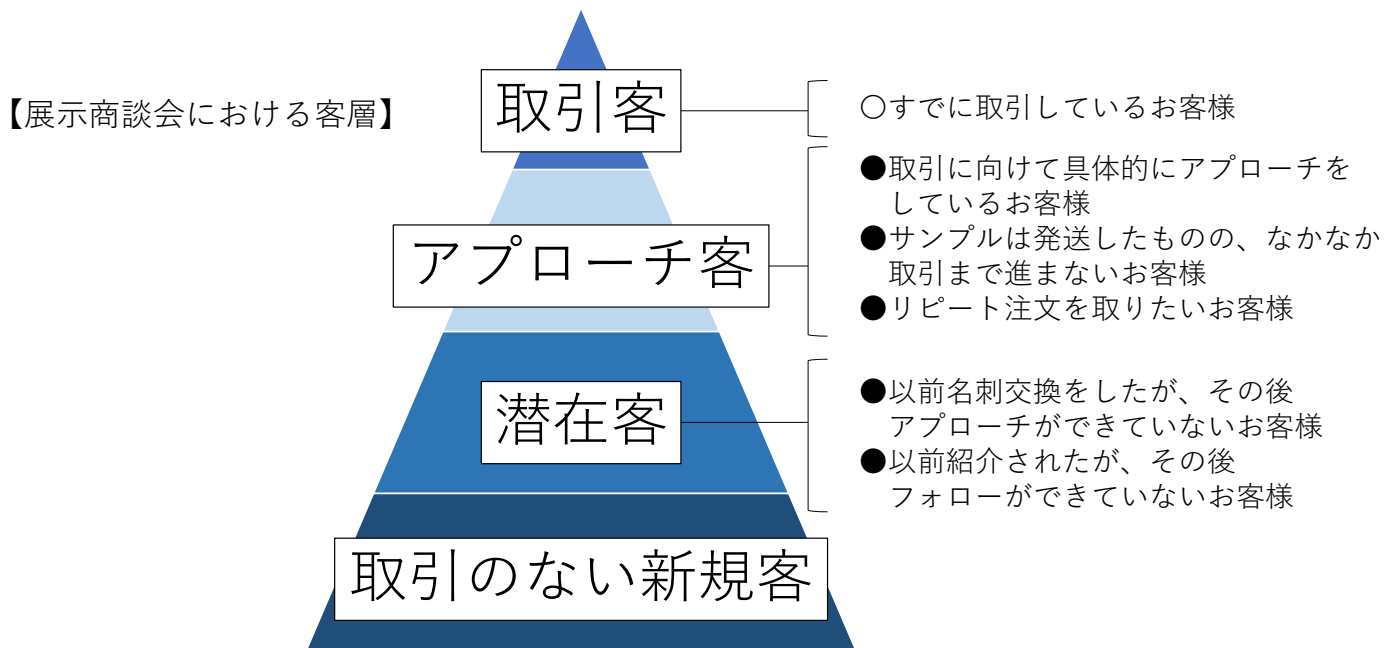 【展示商談会における客層】
取引客
○すでに取引しているお客様
アプローチ客
●取引に向けて具体的にアプローチを
しているお客様
●サンプルは発送したものの、なかなか
取引まで進まないお客様
●リピート注文を取りたいお客様
潜在客
●以前名刺交換をしたが、その後
アプローチができていないお客様
●以前紹介されたが、その後
フォローができていないお客様
取引のない新規客